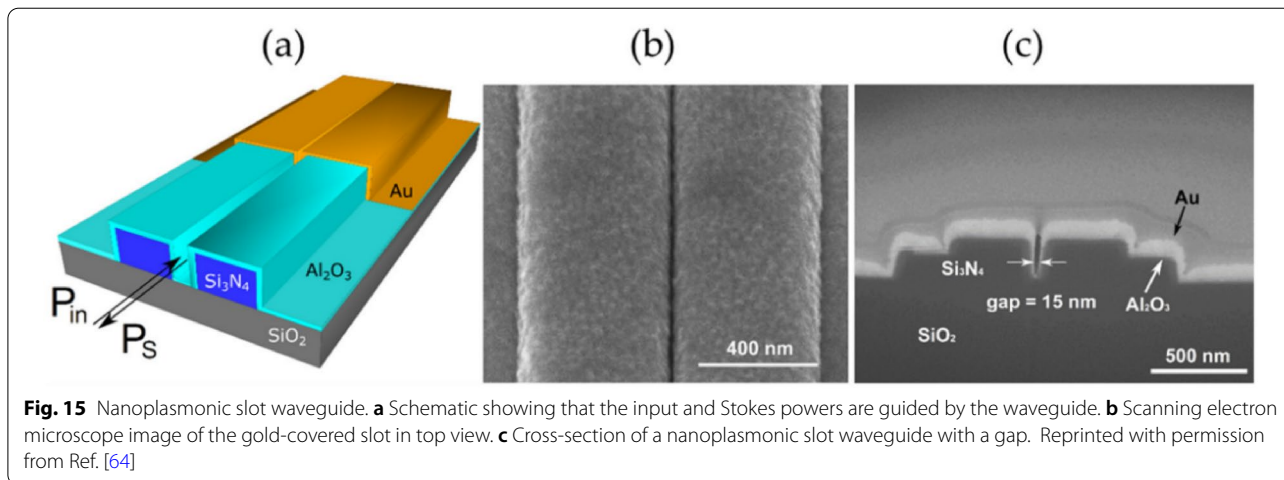 (a)
(b)
(c)
Au
Al₂O₃
Si₃N₄
SiO₂
Pin
PS
400 nm
Au
Si₃N₄
gap = 15 nm
Al₂O₃
SiO₂
500 nm
Fig. 15 Nanoplasmonic slot waveguide. a Schematic showing that the input and Stokes powers are guided by the waveguide. b Scanning electron
microscope image of the gold-covered slot in top view. c Cross-section of a nanoplasmonic slot waveguide with a gap. Reprinted with permission
from Ref. [64]